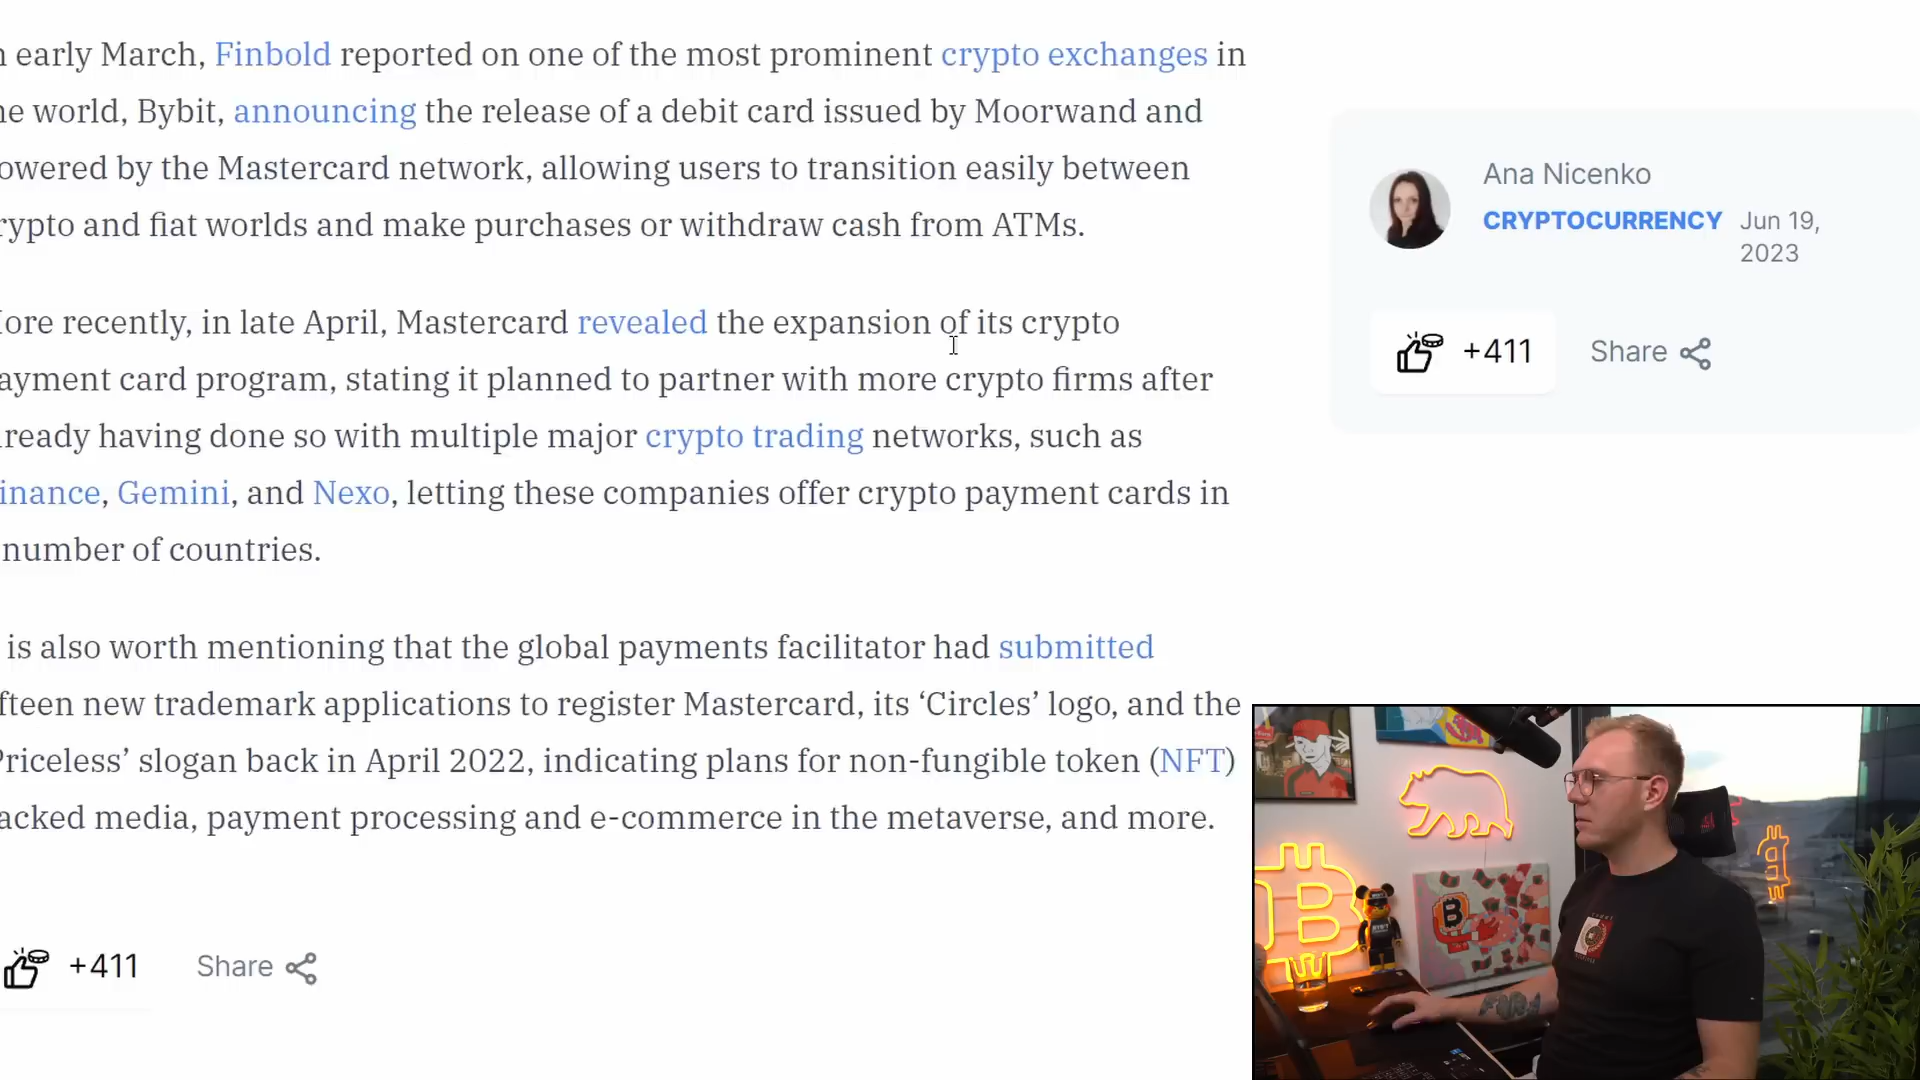 early March, Finbold reported on one of the most prominent crypto exchanges in
world, Bybit, announcing the release of a debit card issued by Moorwand and
owered by the Mastercard network, allowing users to transition easily between
rypto and fiat worlds and make purchases or withdraw cash from ATMs.
ore recently, in late April, Mastercard revealed the expansion of its crypto
ayment card program, stating it planned to partner with more crypto firms after
lready having done so with multiple major crypto trading networks, such as
inance, Gemini, and Nexo, letting these companies offer crypto payment cards in
number of countries.
is also worth mentioning that the global payments facilitator had submitted
fteen new trademark applications to register Mastercard, its ‘Circles’ logo, and the
Priceless’ slogan back in April 2022, indicating plans for non-fungible token (NFT)
acked media, payment processing and e-commerce in the metaverse, and more.
+411 Share
Ana Nicenko
CRYPTOCURRENCY Jun 19,
2023
+411 Share